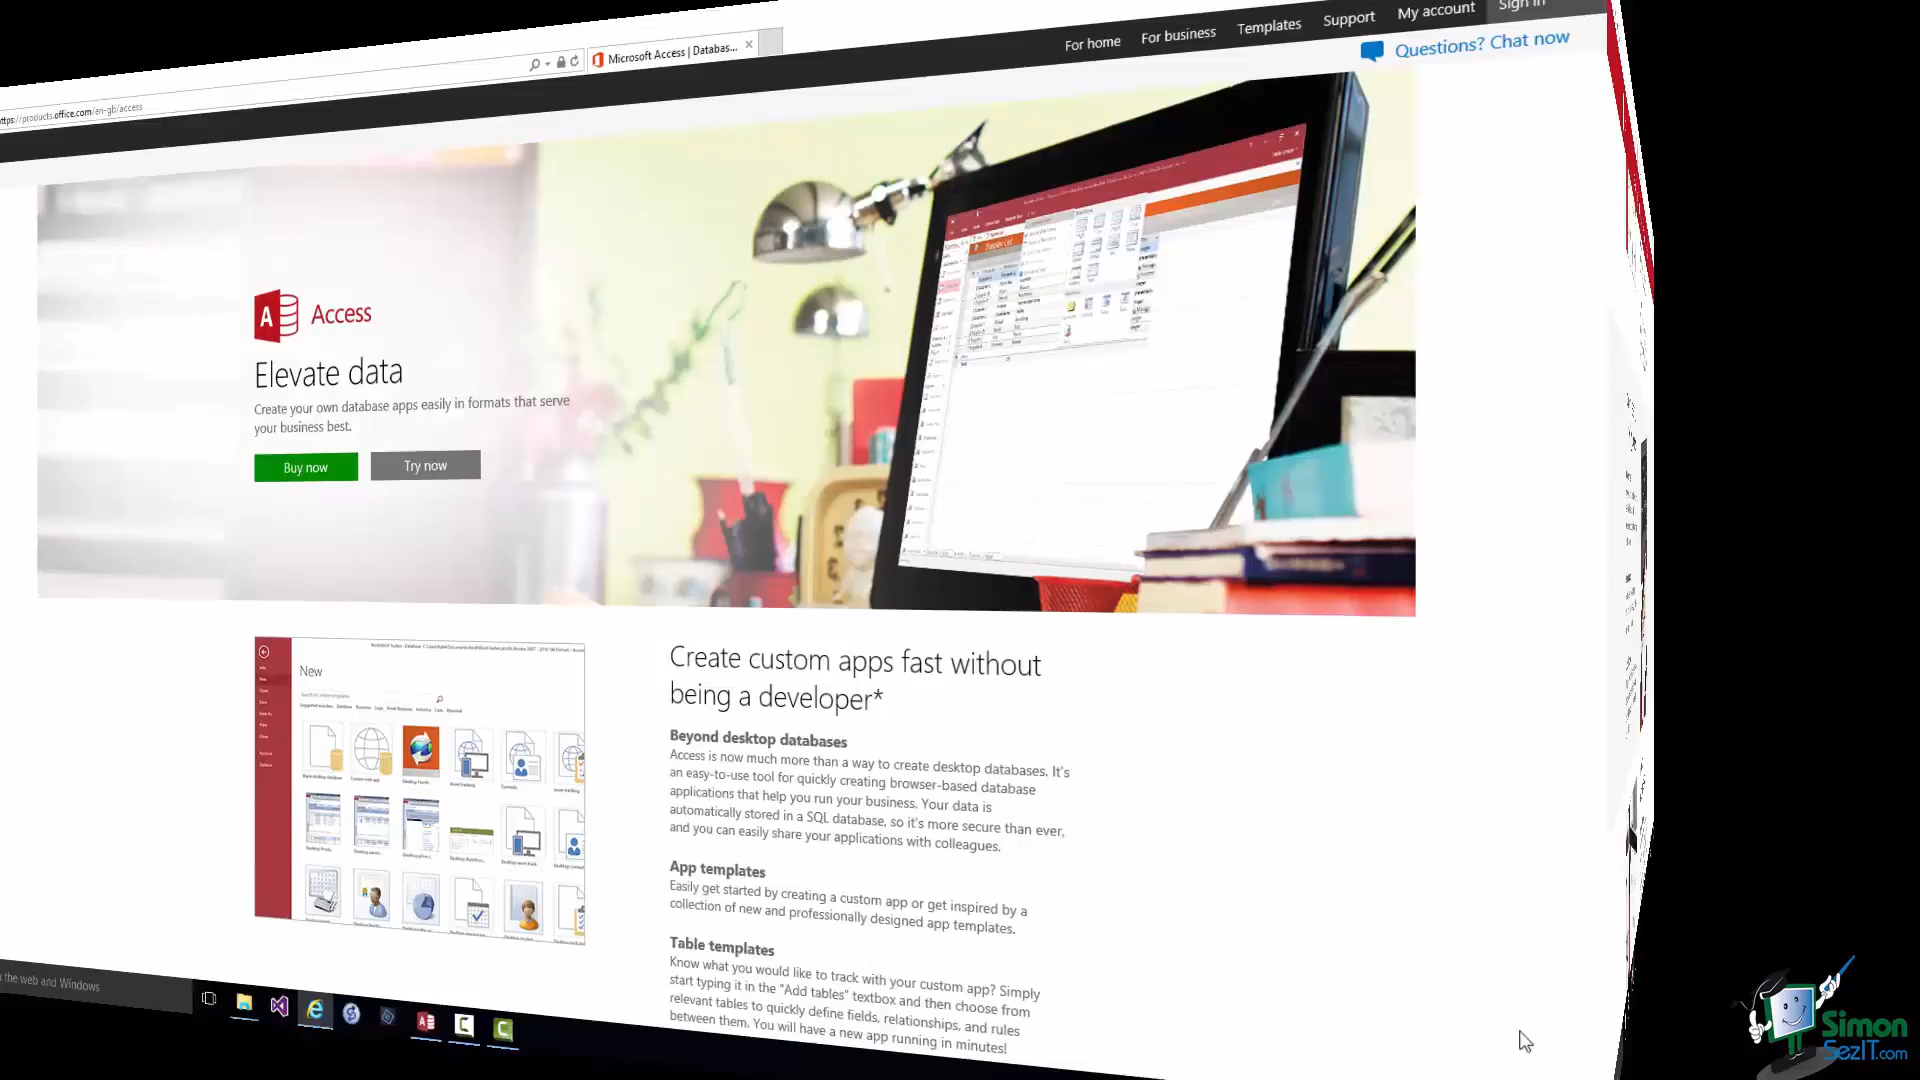 For home For business Templates Support My account Sign in
Microsoft Access | Databas...
Questions? Chat now
https://products.office.com/en-gb/access
Access
Elevate data
Create your own database apps easily in formats that serve
your business best.
Buy now Try now
New
Create custom apps fast without
being a developer*
Beyond desktop databases
Access is now much more than a way to create desktop databases. It's
an easy-to-use tool for quickly creating browser-based database
applications that help you run your business. Your data is
automatically stored in a SQL database, so it's more secure than ever,
and you can easily share your applications with colleagues.
App templates
Easily get started by creating a custom app or get inspired by a
collection of new and professionally designed app templates.
Table templates
Know what you would like to track with your custom app? Simply
start typing it in the "Add tables" textbox and then choose from
relevant tables to quickly define fields, relationships, and rules
between them. You will have a new app running in minutes!
the web and Windows
Simon
SezIT.com